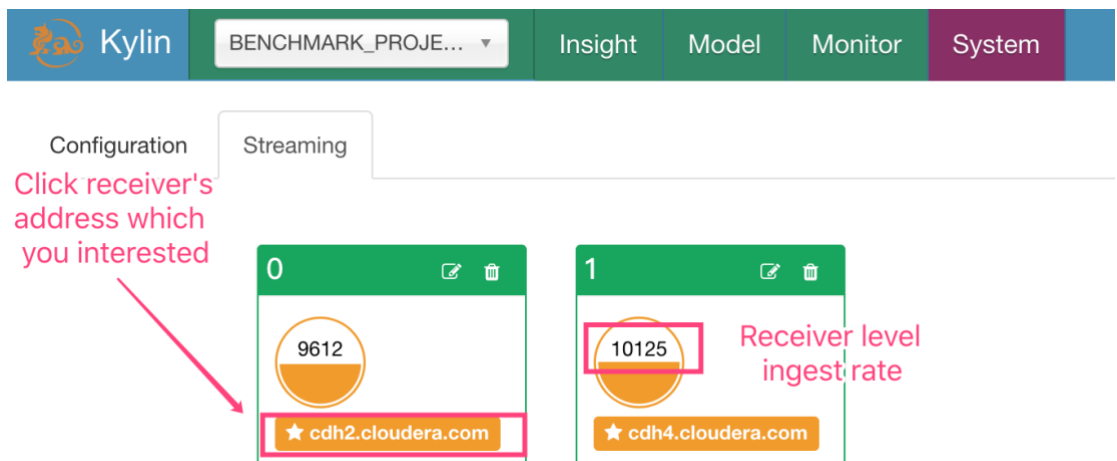 Kylin
BENCHMARK_PROJE...
Insight
Model
Monitor
System
Configuration
Streaming
Click receiver's
address which
you interested
0
1
9612
10125
Receiver level
ingest rate
cdh2.cloudera.com
cdh4.cloudera.com